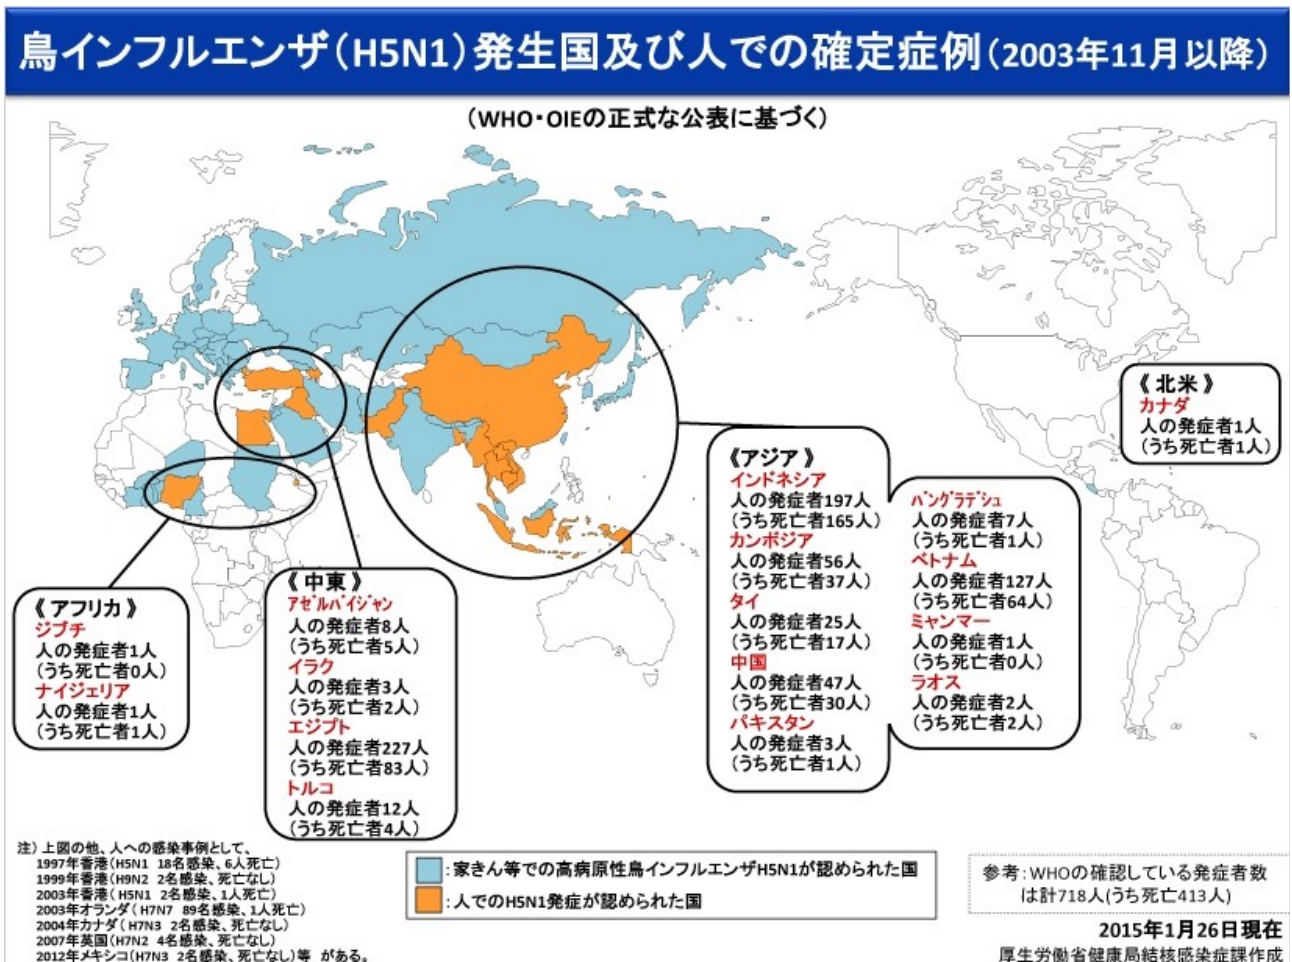 鳥インフルエンザ(H5N1)発生国及び人での確定症例(2003年11月以降)
(WHO・OIEの正式な公表に基づく)
《 北米 》
カナダ
人の発症者1人
(うち死亡者1人)
《アジア 》
インドネシア
人の発症者197人
(うち死亡者165人)
カンボジア
人の発症者56人
(うち死亡者37人)
タイ
人の発症者25人
(うち死亡者17人)
中国
人の発症者47人
(うち死亡者30人)
パキスタン
人の発症者3人
(うち死亡者1人)
バングラデシュ
人の発症者7人
(うち死亡者1人)
ベトナム
人の発症者127人
(うち死亡者64人)
ミャンマー
人の発症者1人
(うち死亡者0人)
ラオス
人の発症者2人
(うち死亡者2人)
《 アフリカ 》
ジブチ
人の発症者1人
(うち死亡者0人)
ナイジェリア
人の発症者1人
(うち死亡者1人)
《 中東 》
アゼルバイジャン
人の発症者8人
(うち死亡者5人)
イラク
人の発症者3人
(うち死亡者2人)
エジプト
人の発症者227人
(うち死亡者83人)
トルコ
人の発症者12人
(うち死亡者4人)
注) 上図の他、人への感染事例として、
1997年香港(H5N1 18名感染、6人死亡)
1999年香港(H9N2 2名感染、死亡なし)
2003年香港(H5N1 2名感染、1人死亡)
2003年オランダ(H7N7 89名感染、1人死亡)
2004年カナダ(H7N3 2名感染、死亡なし)
2007年英国(H7N2 4名感染、死亡なし)
2012年メキシコ(H7N3 2名感染、死亡なし)等 がある。
:家きん等での高病原性鳥インフルエンザH5N1が認められた国
:人でのH5N1発症が認められた国
参考:WHOの確認している発症者数
は計718人(うち死亡413人)
2015年1月26日現在
厚生労働省健康局結核感染症課作成